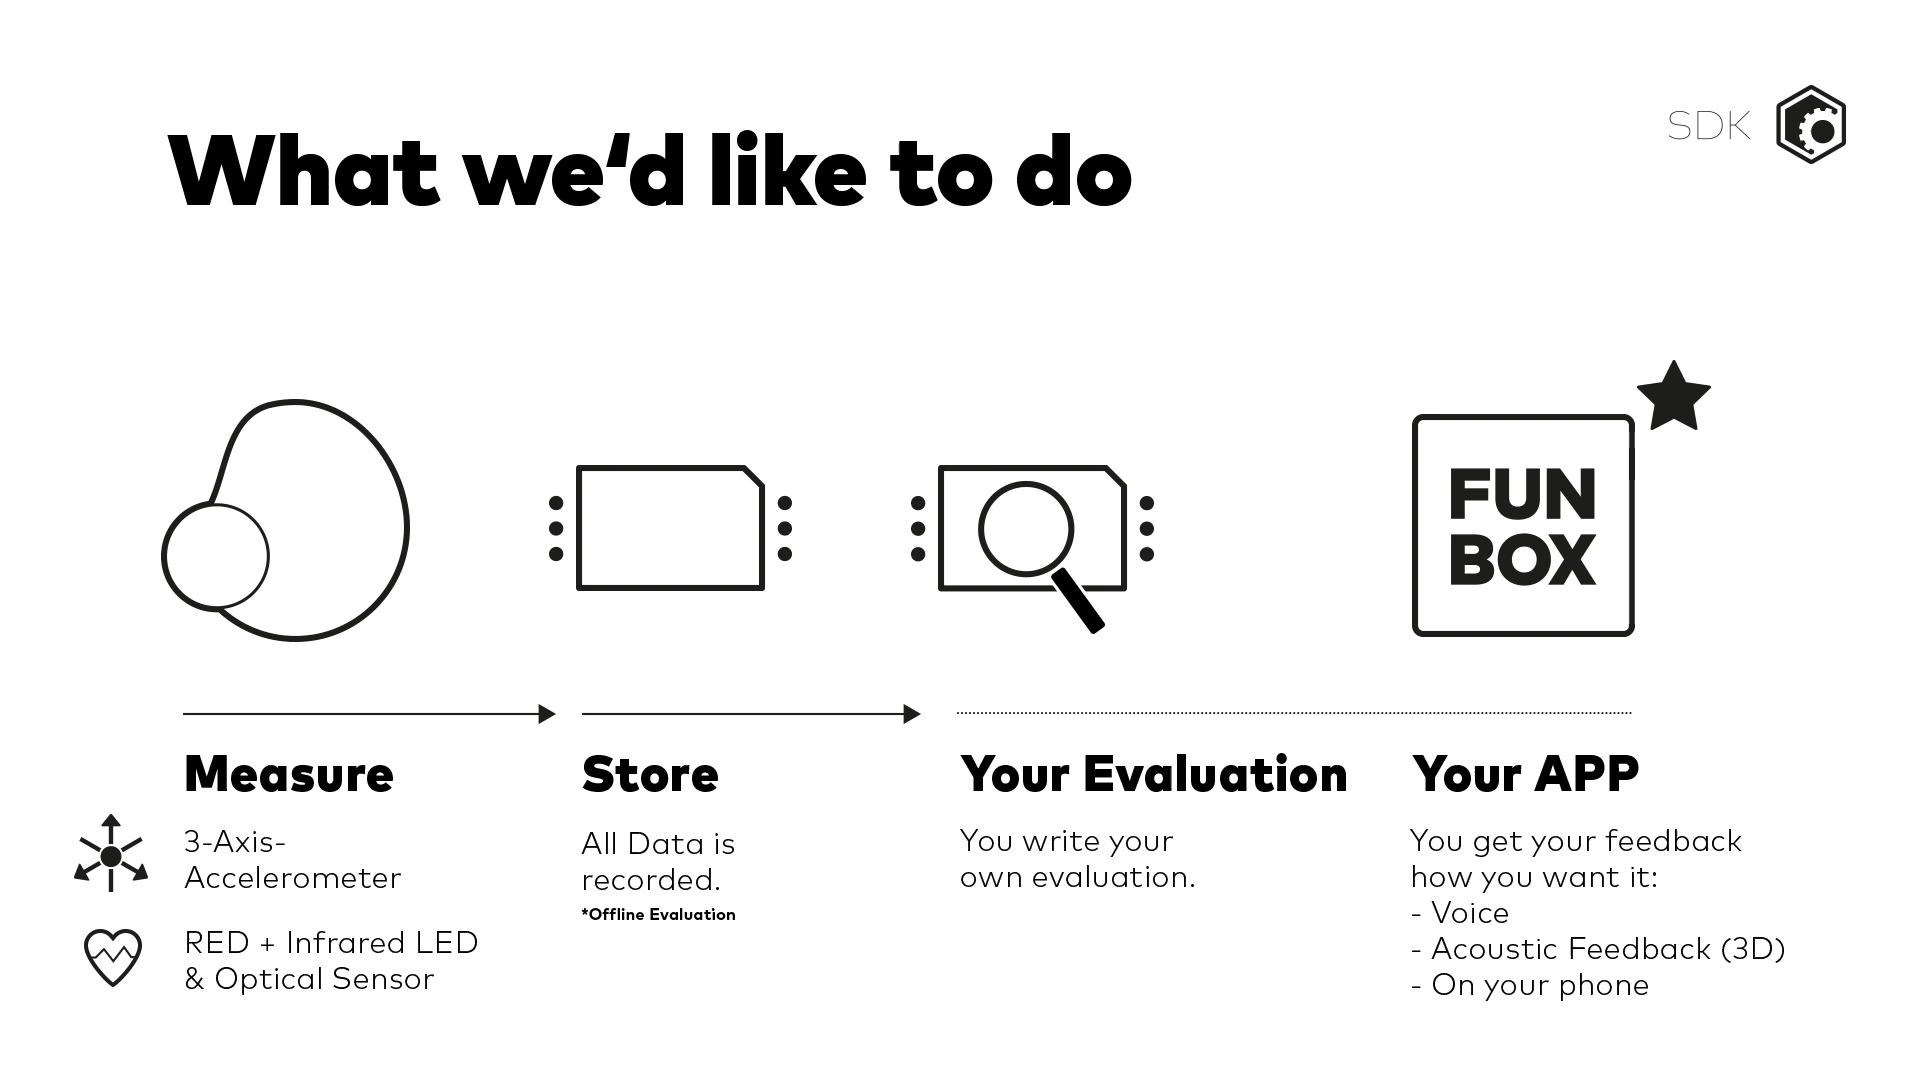 What we‘d like to do
SDK
FUN
BOX
Measure
3-Axis-
Accelerometer
RED + Infrared LED
& Optical Sensor
Store
All Data is
recorded.
*Offline Evaluation
Your Evaluation
You write your
own evaluation.
Your APP
You get your feedback
how you want it:
- Voice
- Acoustic Feedback (3D)
- On your phone